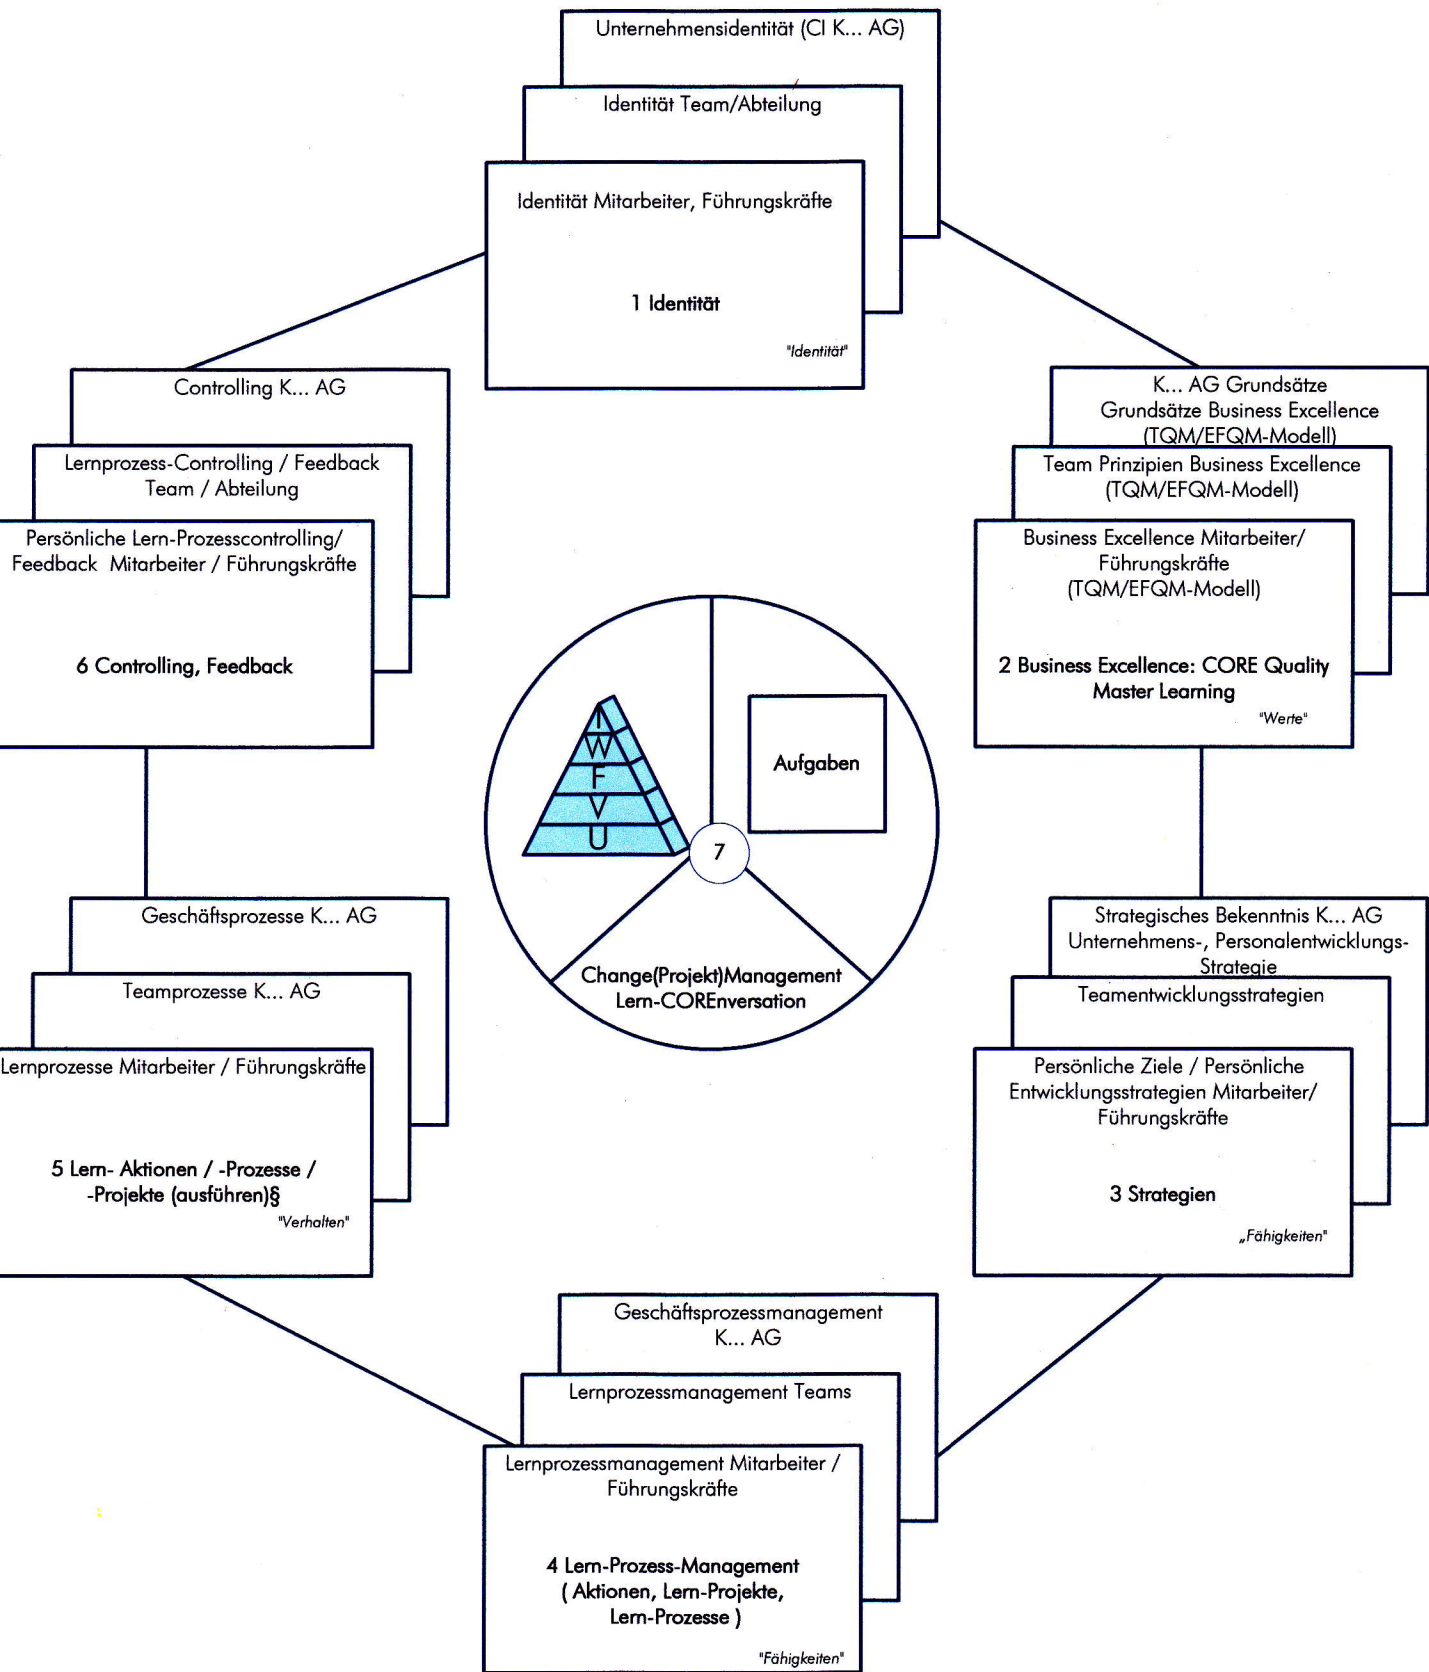 Unternehmensidentität (CI K... AG)
Identität Team/Abteilung
Identität Mitarbeiter, Führungskräfte
1 Identität
"Identität"
K... AG Grundsätze
Grundsätze Business Excellence
(TQM/EFQM-Modell)
Team Prinzipien Business Excellence
(TQM/EFQM-Modell)
Business Excellence Mitarbeiter/
Führungskräfte
(TQM/EFQM-Modell)
2 Business Excellence: CORE Quality
Master Learning
"Werte"
Strategisches Bekenntnis K... AG
Unternehmens-, Personalentwicklungs-
Strategie
Teamentwicklungsstrategien
Persönliche Ziele / Persönliche
Entwicklungsstrategien Mitarbeiter/
Führungskräfte
3 Strategien
„Fähigkeiten"
Geschäftsprozessmanagement
K... AG
Lernprozessmanagement Teams
Lernprozessmanagement Mitarbeiter /
Führungskräfte
4 Lern-Prozess-Management
( Aktionen, Lern-Projekte,
Lern-Prozesse )
"Fähigkeiten"
Geschäftsprozesse K... AG
Teamprozesse K... AG
Lernprozesse Mitarbeiter / Führungskräfte
5 Lern- Aktionen / -Prozesse /
-Projekte (ausführen)§
"Verhalten"
Controlling K... AG
Lernprozess-Controlling / Feedback
Team / Abteilung
Persönliche Lern-Prozesscontrolling/
Feedback Mitarbeiter / Führungskräfte
6 Controlling, Feedback
I
W
F
V
U
Aufgaben
7
Change(Projekt)Management
Lern-COREnversation